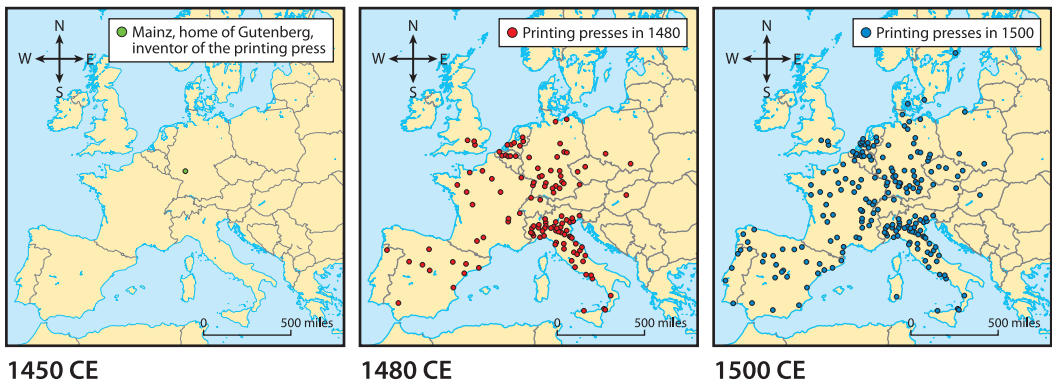 N
W E
S
Mainz, home of Gutenberg,
inventor of the printing press
0 500 miles
1450 CE
N
W E
S
Printing presses in 1480
0 500 miles
1480 CE
N
W E
S
Printing presses in 1500
0 500 miles
1500 CE